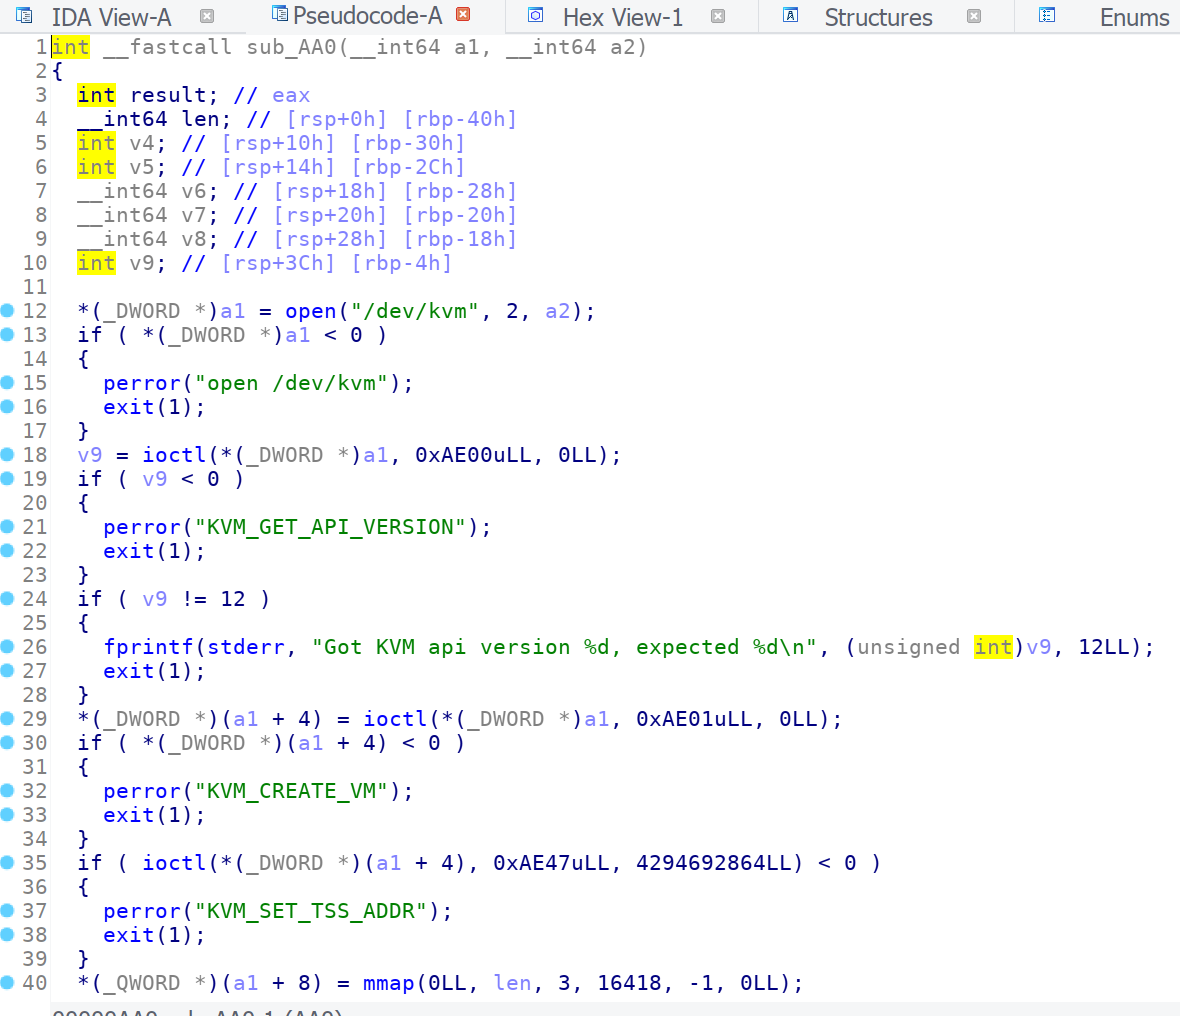 IDA View-A Pseudocode-A Hex View-1 Structures Enums
1 int __fastcall sub_AA0(__int64 a1, __int64 a2)
2 {
3   int result; // eax
4   __int64 len; // [rsp+0h] [rbp-40h]
5   int v4; // [rsp+10h] [rbp-30h]
6   int v5; // [rsp+14h] [rbp-2Ch]
7   __int64 v6; // [rsp+18h] [rbp-28h]
8   __int64 v7; // [rsp+20h] [rbp-20h]
9   __int64 v8; // [rsp+28h] [rbp-18h]
10   int v9; // [rsp+3Ch] [rbp-4h]
11
12   *(_DWORD *)a1 = open("/dev/kvm", 2, a2);
13   if ( *(_DWORD *)a1 < 0 )
14   {
15     perror("open /dev/kvm");
16     exit(1);
17   }
18   v9 = ioctl(*(_DWORD *)a1, 0xAE00uLL, 0LL);
19   if ( v9 < 0 )
20   {
21     perror("KVM_GET_API_VERSION");
22     exit(1);
23   }
24   if ( v9 != 12 )
25   {
26     fprintf(stderr, "Got KVM api version %d, expected %d\n", (unsigned int)v9, 12LL);
27     exit(1);
28   }
29   *(_DWORD *)(a1 + 4) = ioctl(*(_DWORD *)a1, 0xAE01uLL, 0LL);
30   if ( *(_DWORD *)(a1 + 4) < 0 )
31   {
32     perror("KVM_CREATE_VM");
33     exit(1);
34   }
35   if ( ioctl(*(_DWORD *)(a1 + 4), 0xAE47uLL, 4294692864LL) < 0 )
36   {
37     perror("KVM_SET_TSS_ADDR");
38     exit(1);
39   }
40   *(_QWORD *)(a1 + 8) = mmap(0LL, len, 3, 16418, -1, 0LL);